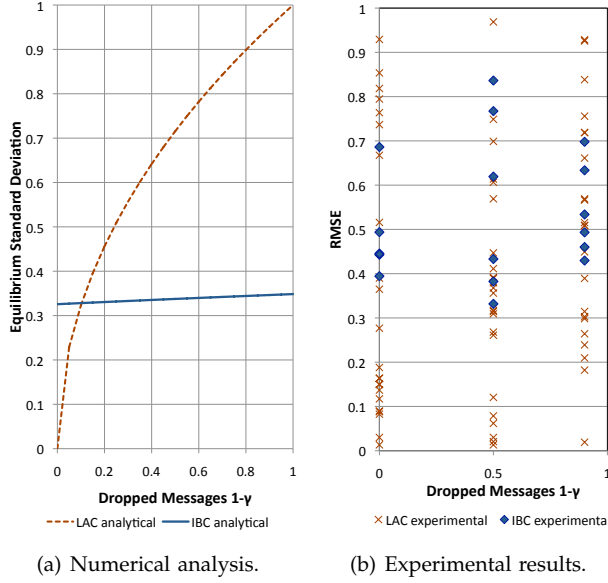 1
0.9
0.8
0.7
0.6
0.5
0.4
0.3
0.2
0.1
0
Equilibrium Standard Deviation
0 0.2 0.4 0.6 0.8 1
Dropped Messages 1-γ
LAC analytical IBC analytical
(a) Numerical analysis.
1
0.9
0.8
0.7
0.6
0.5
0.4
0.3
0.2
0.1
0
RMSE
0 0.5 1
Dropped Messages 1-γ
LAC experimental IBC experimenta
(b) Experimental results.